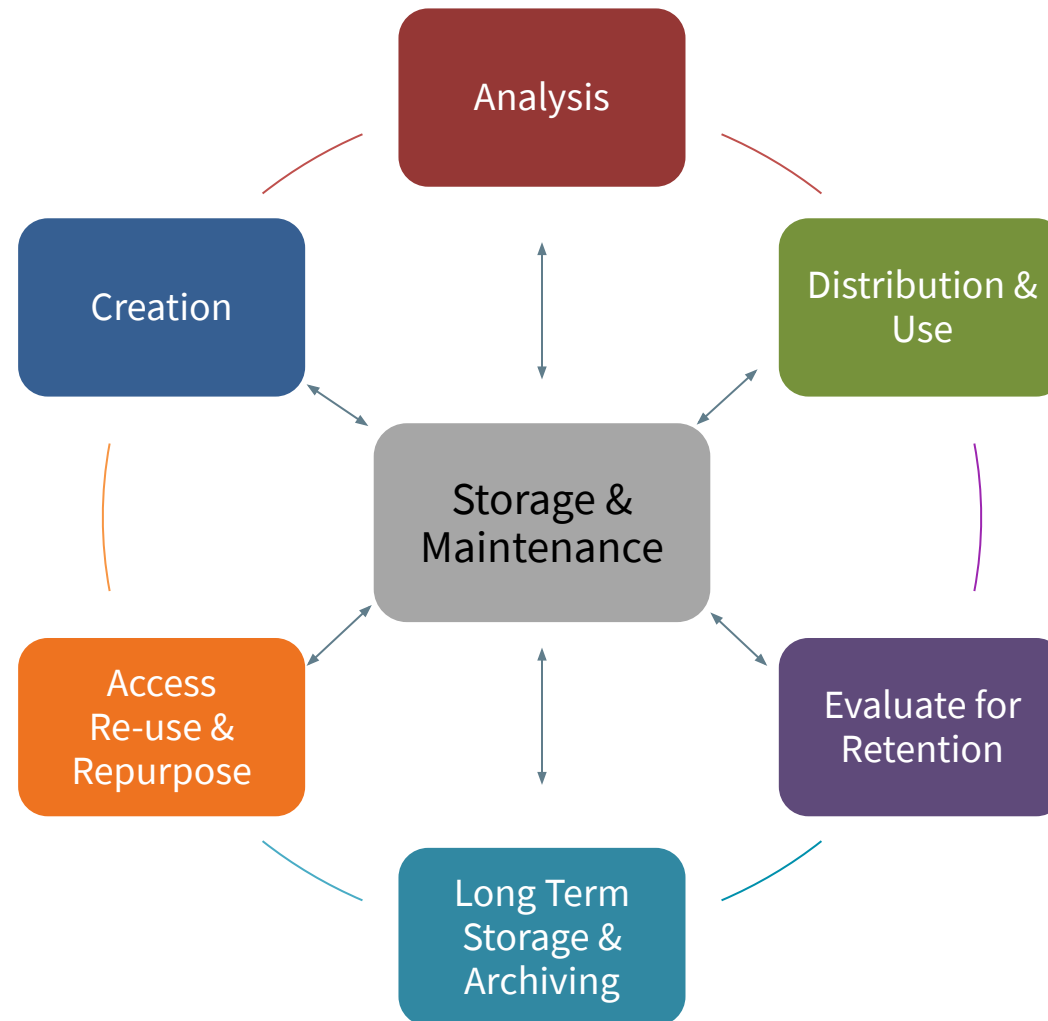 Analysis
Creation
Distribution &
Use
Storage &
Maintenance
Access
Re-use &
Repurpose
Evaluate for
Retention
Long Term
Storage &
Archiving